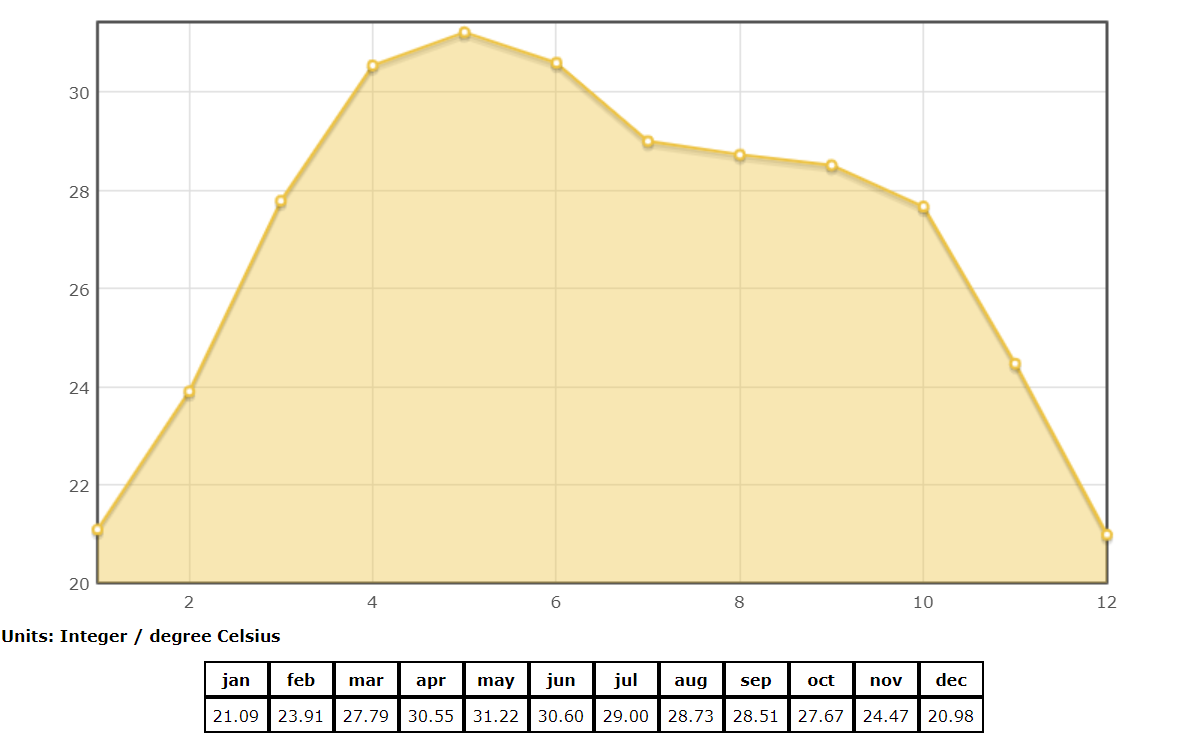 30
28
26
24
22
20
2 4 6 8 10 12
Units: Integer / degree Celsius
jan feb mar apr may jun jul aug sep oct nov dec
21.09 23.91 27.79 30.55 31.22 30.60 29.00 28.73 28.51 27.67 24.47 20.98